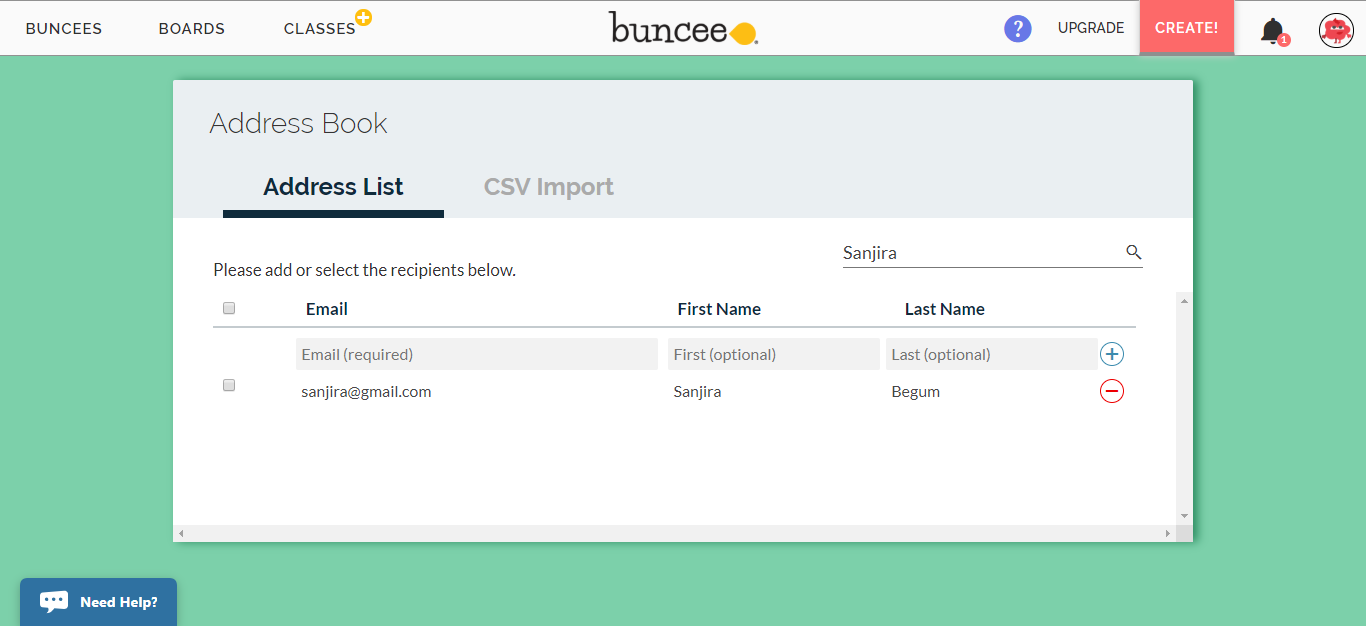 BUNCEES BOARDS CLASSES buncee. ? UPGRADE CREATE! 1
Address Book
Address List CSV Import
Sanjira
Please add or select the recipients below.
Email First Name Last Name
Email (required) First (optional) Last (optional)
sanjira@gmail.com Sanjira Begum
Need Help?